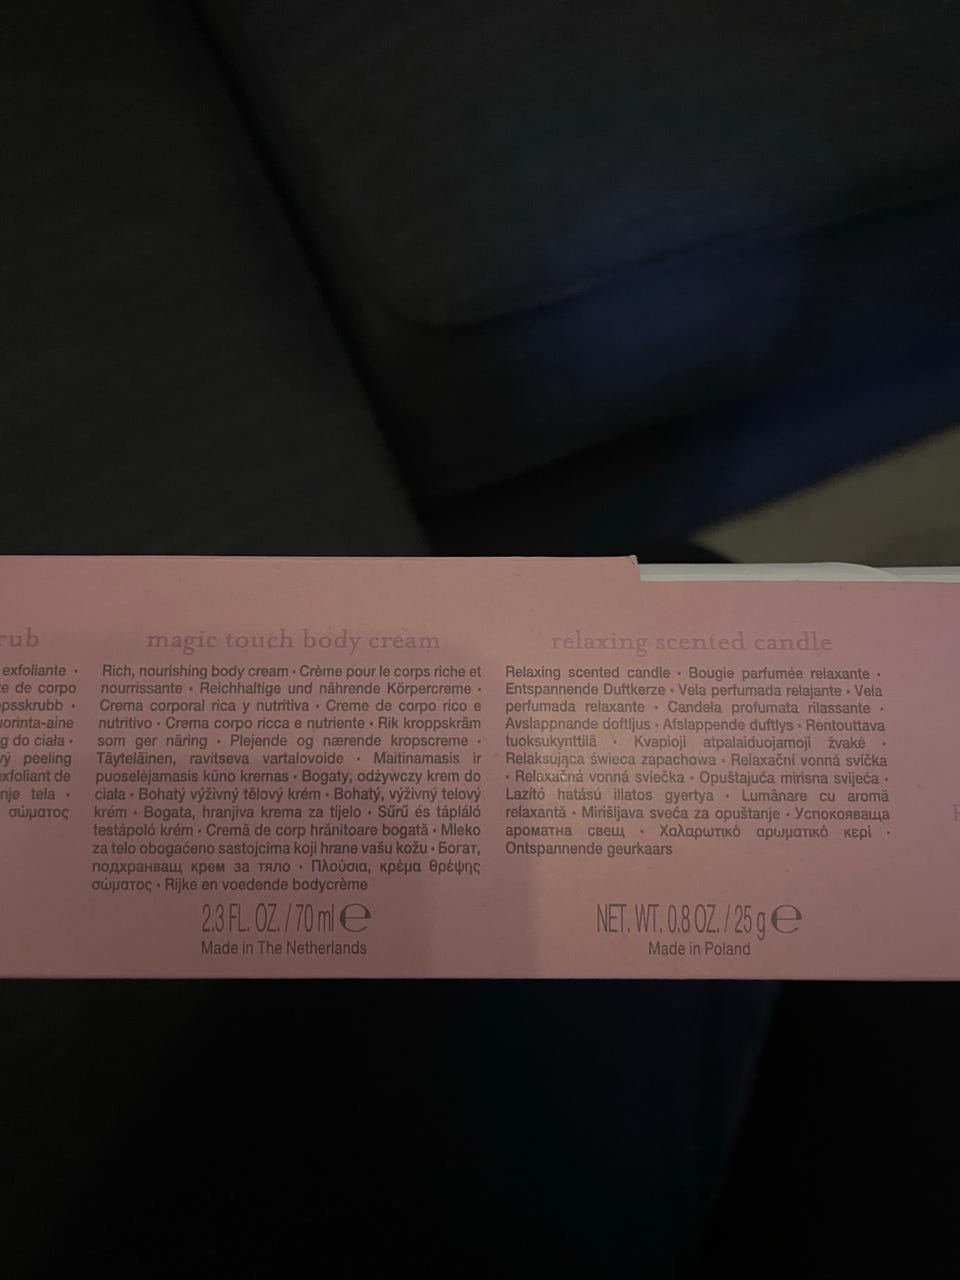 rub
exfoliante ·
de corpo
psskrubb ·
uorinta-aine
g do ciała ·
vý peeling
exfoliant de
nje tela ·
σώματος
magic touch body cream
Rich, nourishing body cream · Crème pour le corps riche et
nourrissante · Reichhaltige und nährende Körpercreme ·
Crema corporal rica y nutritiva · Creme de corpo rico e
nutritivo · Crema corpo ricca e nutriente · Rik kroppskräm
som ger näring · Plejende og nærende kropscreme ·
Täyteläinen, ravitseva vartalovoide · Maitinamasis ir
puoselėjamasis kūno kremas · Bogaty, odżywczy krem do
ciała · Bohatý výživný tělový krém · Bohatý, výživný telový
krém · Bogata, hranjiva krema za tijelo · Sűrű és tápláló
testápoló krém · Cremă de corp hrănitoare bogată · Mleko
za telo obogaćeno sastojcima koji hrane vašu kožu · Богат,
подхранващ крем за тяло · Πλούσια, κρέμα θρέψης
σώματος · Rijke en voedende bodycrème
2.3 FL. OZ. / 70 ml e
Made in The Netherlands
relaxing scented candle
Relaxing scented candle · Bougie parfumée relaxante ·
Entspannende Duftkerze · Vela perfumada relajante · Vela
perfumada relaxante · Candela profumata rilassante ·
Avslappnande doftljus · Afslappende duftlys · Rentouttava
tuoksukynttilä · Kvapioji atpalaiduojamoji žvakė ·
Relaksująca świeca zapachowa · Relaxační vonná svíčka
· Relaxačná vonná sviečka · Opuštajuća mirisna svijeća ·
Lazító hatású illatos gyertya · Lumânare cu aromă
relaxantă · Mirišljava sveća za opuštanje · Успокояваща
ароматна свещ · Χαλαρωτικό αρωματικό κερί ·
Ontspannende geurkaars
NET. WT. 0.8 OZ. / 25 g e
Made in Poland